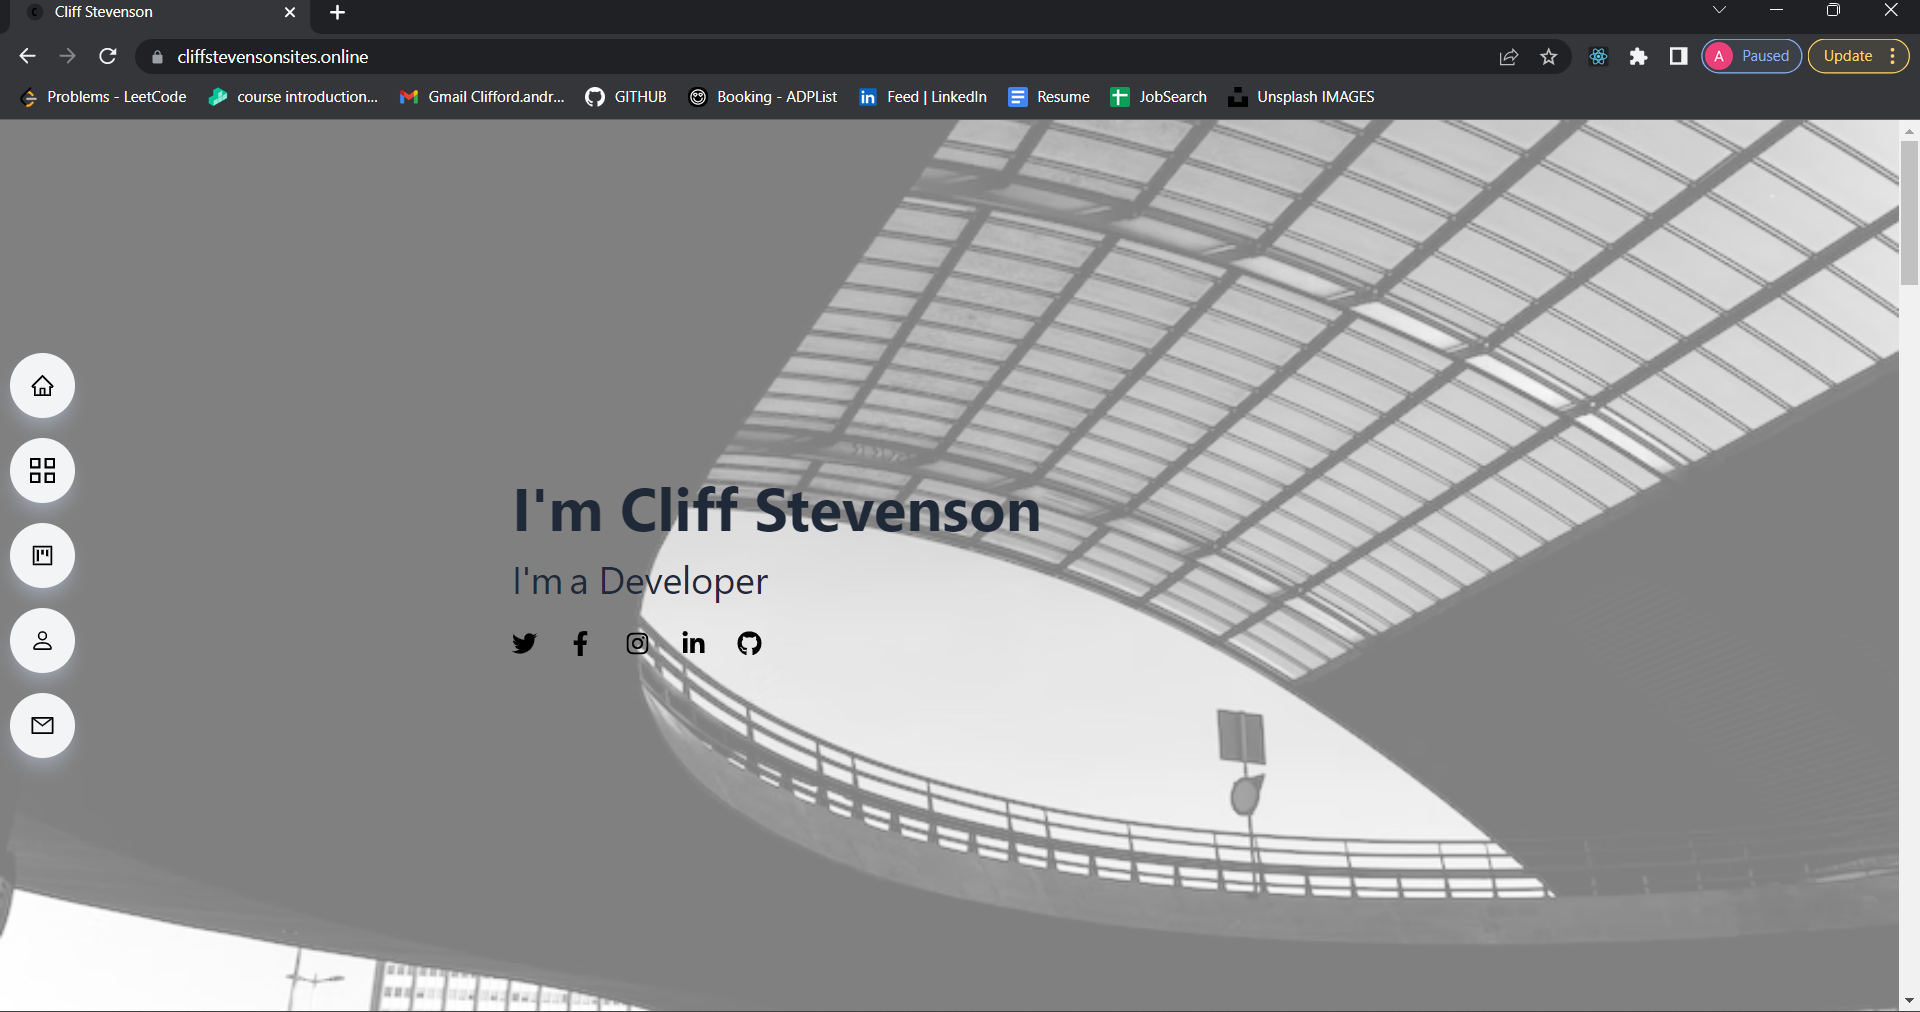 Cliff Stevenson
cliffstevensonsites.online
A Paused
Update
Problems - LeetCode
course introduction...
Gmail Clifford.andr...
GITHUB
Booking - ADPList
Feed | LinkedIn
Resume
JobSearch
Unsplash IMAGES
I'm Cliff Stevenson
I'm a Developer